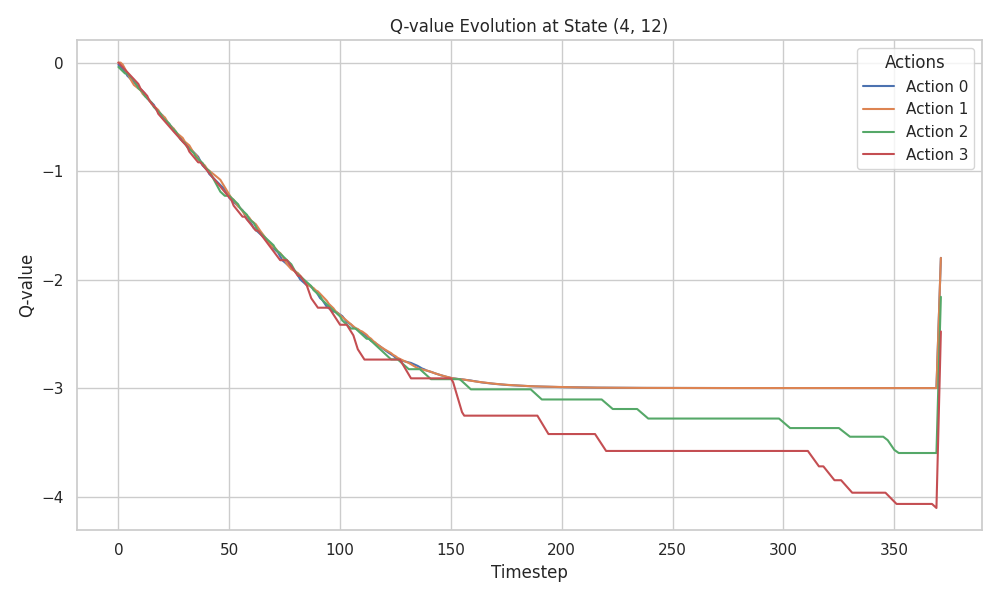 Q-value Evolution at State (4, 12)
Actions
Action 0
Action 1
Action 2
Action 3
Q-value
0
−1
−2
−3
−4
0 50 100 150 200 250 300 350
Timestep